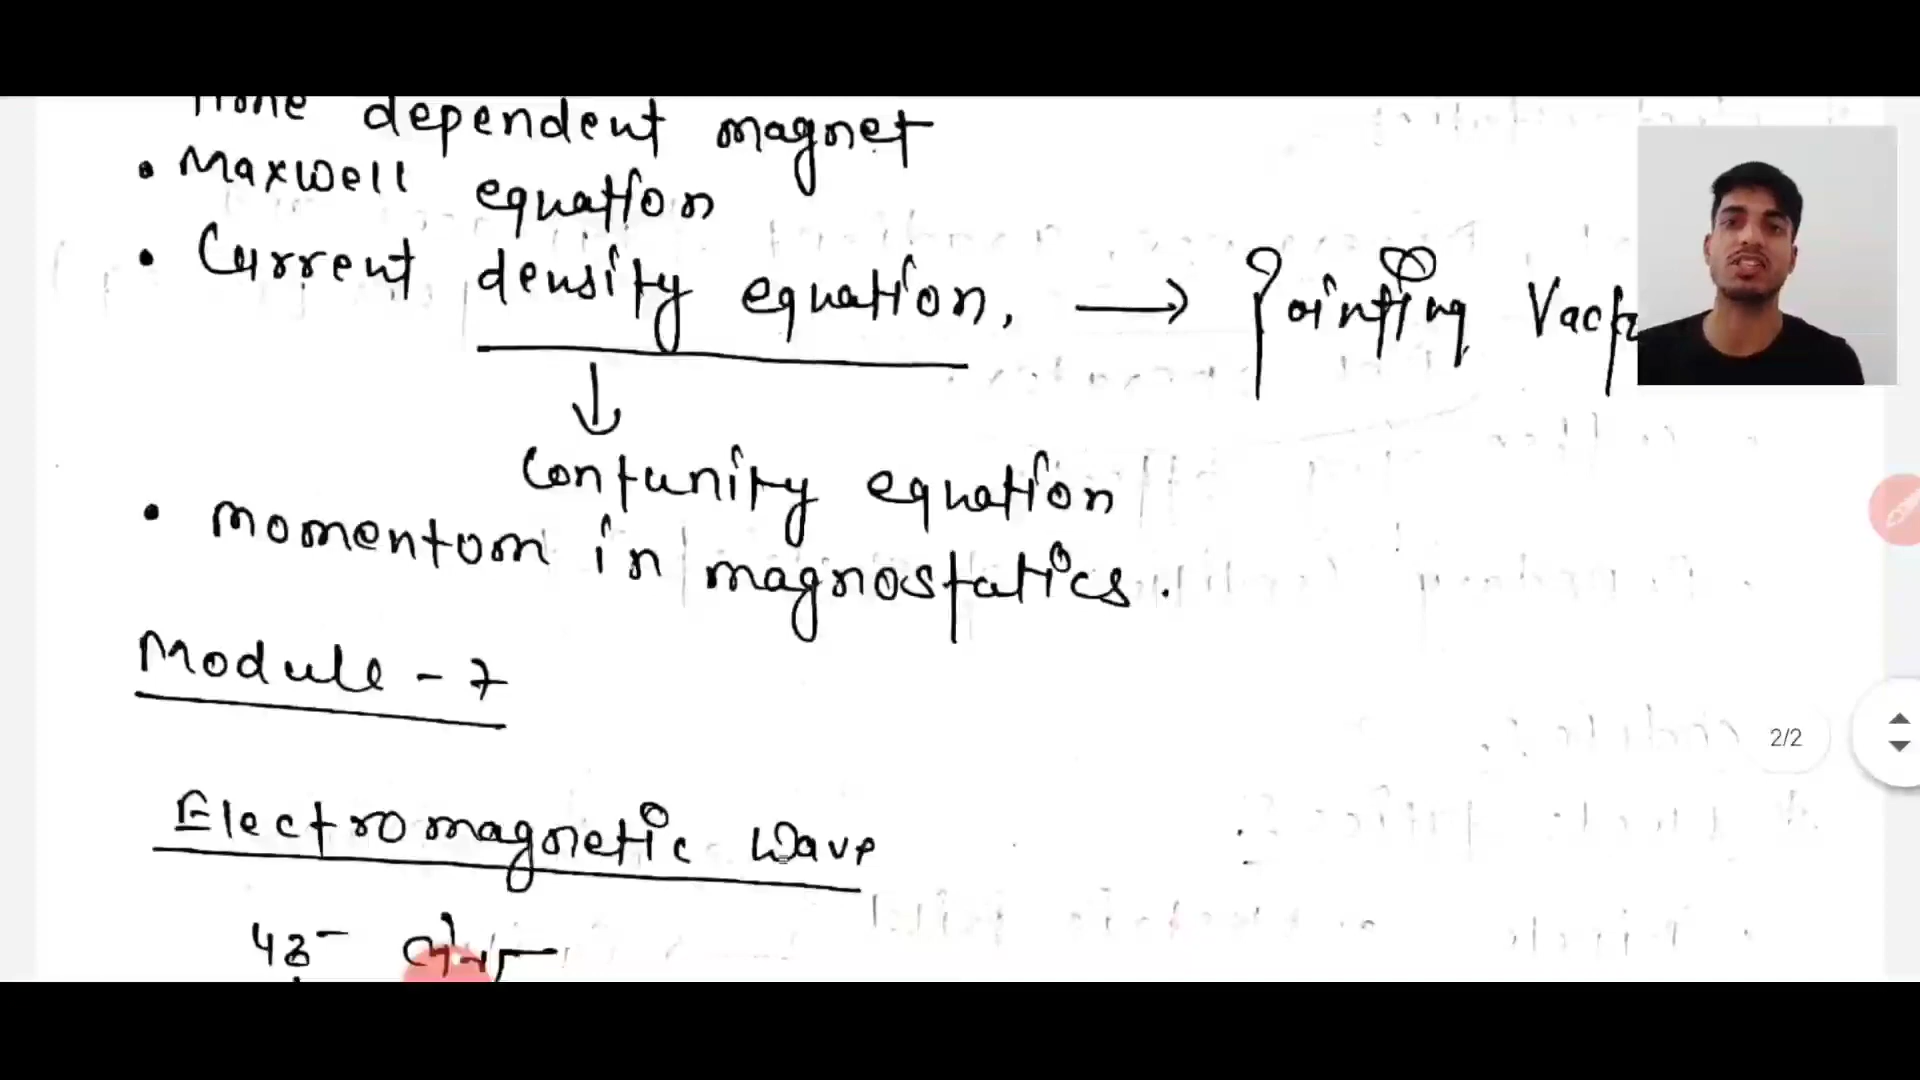 dependent magnet
• Maxwell equation
• Current density equation, → Pointing Vact
↓
Contunity equation
• momentom in magnostatics.
Module - 7
Electromagnetic Wave
2/2